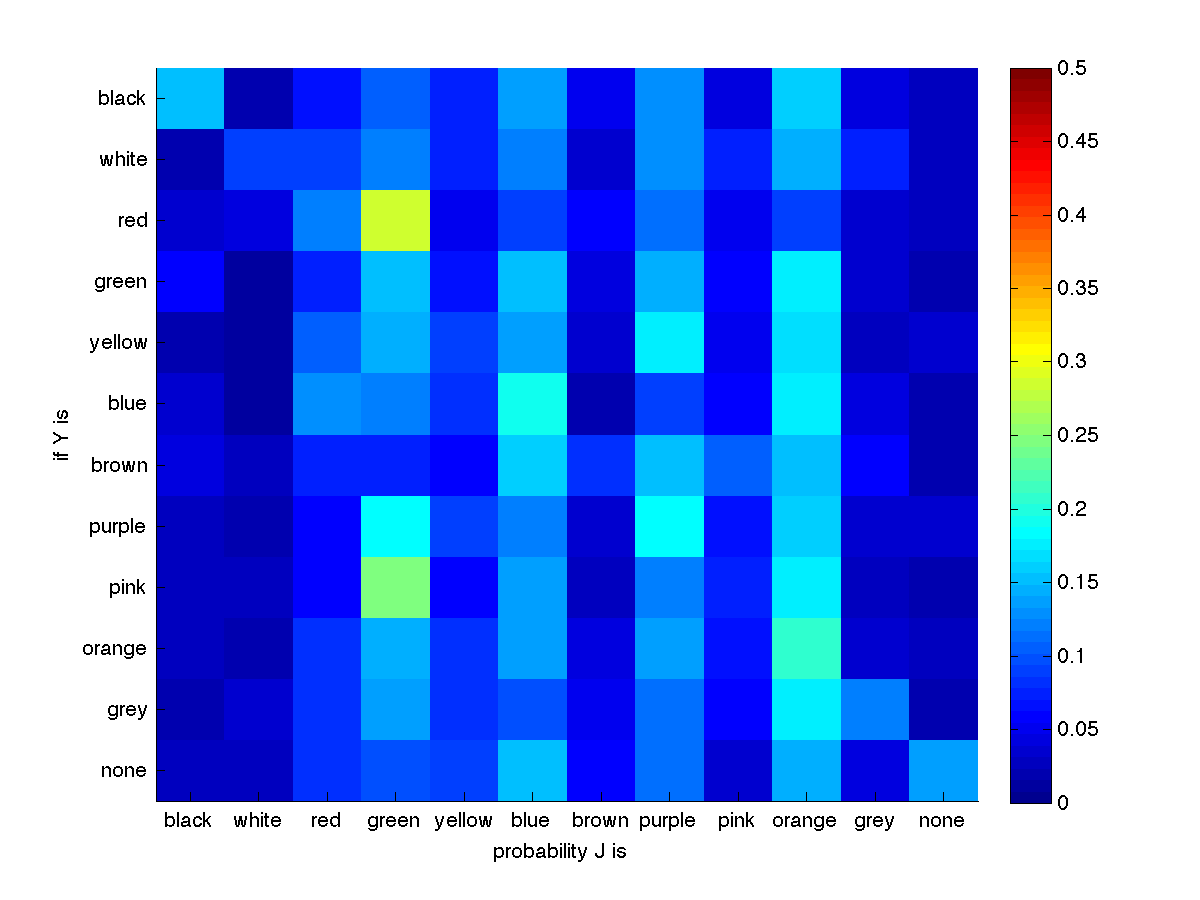 black
white
red
green
yellow
blue
brown
purple
pink
orange
grey
none
if Y is
black white red green yellow blue brown purple pink orange grey none
probability J is
0.5
0.45
0.4
0.35
0.3
0.25
0.2
0.15
0.1
0.05
0